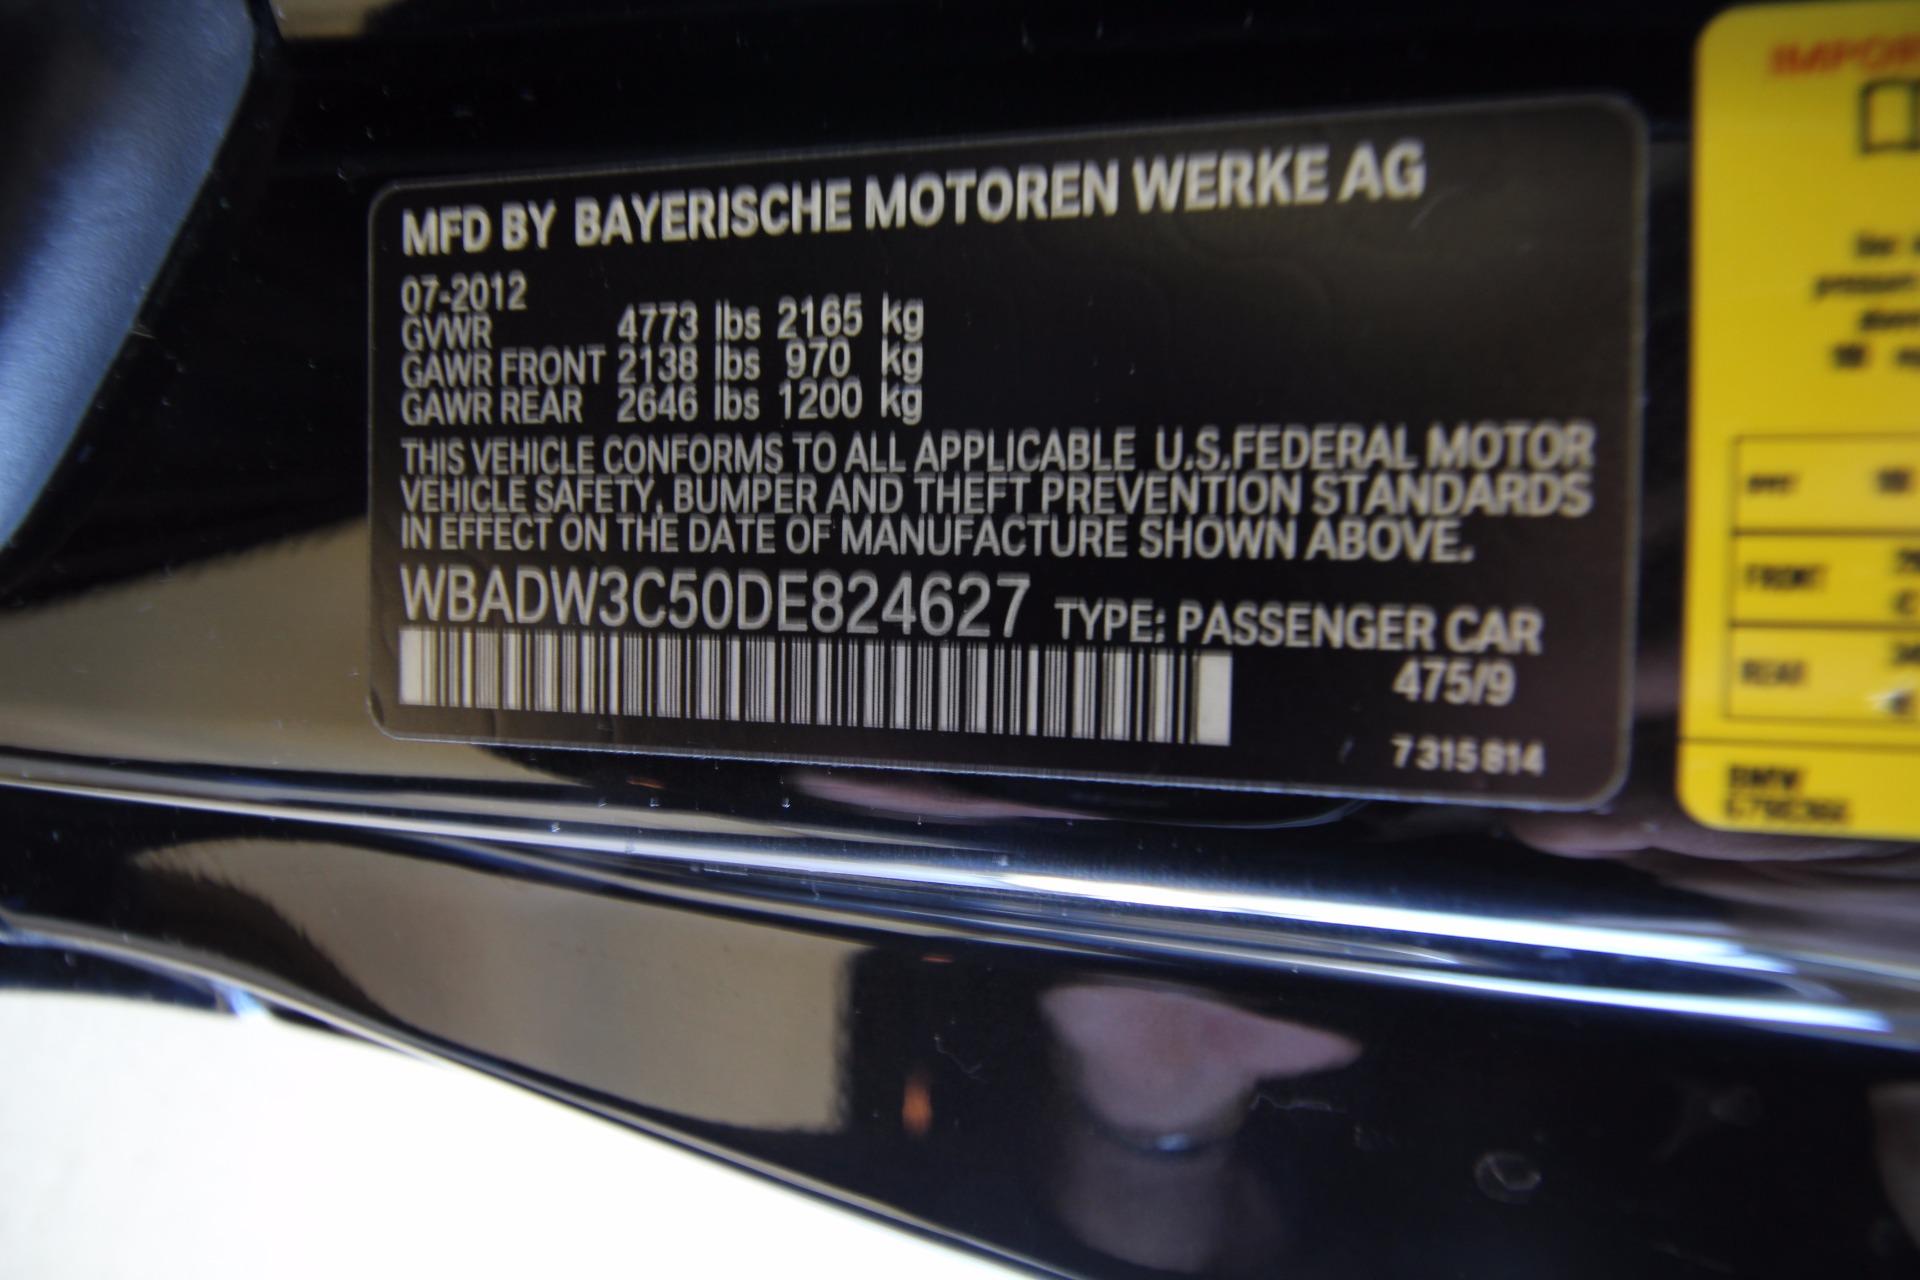 MFD BY BAYERISCHE MOTOREN WERKE AG
07-2012
GVWR 4773 lbs 2165 kg
GAWR FRONT 2138 lbs 970 kg
GAWR REAR 2646 lbs 1200 kg
THIS VEHICLE CONFORMS TO ALL APPLICABLE U.S.FEDERAL MOTOR
VEHICLE SAFETY, BUMPER AND THEFT PREVENTION STANDARDS
IN EFFECT ON THE DATE OF MANUFACTURE SHOWN ABOVE.
WBADW3C50DE824627 TYPE: PASSENGER CAR
475/9
7 315 814
FRONT
REAR
BMW